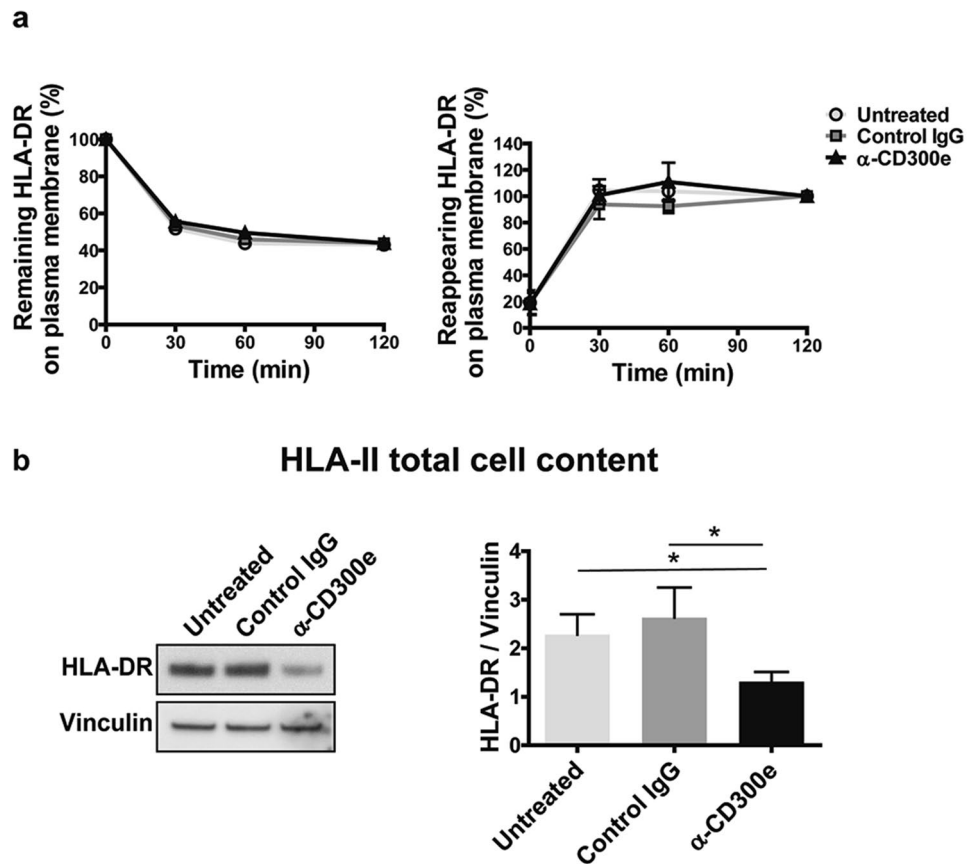 a
Remaining HLA-DR
on plasma membrane (%)
100
80
60
40
20
0
0
30
60
90
120
Time (min)
Reappearing HLA-DR
on plasma membrane (%)
140
120
100
80
60
40
20
0
0
30
60
90
120
Time (min)
Untreated
Control IgG
α-CD300e
b
HLA-II total cell content
Untreated
Control IgG
α-CD300e
HLA-DR
Vinculin
HLA-DR / Vinculin
4
3
2
1
0
*
*
Untreated
Control IgG
α-CD300e